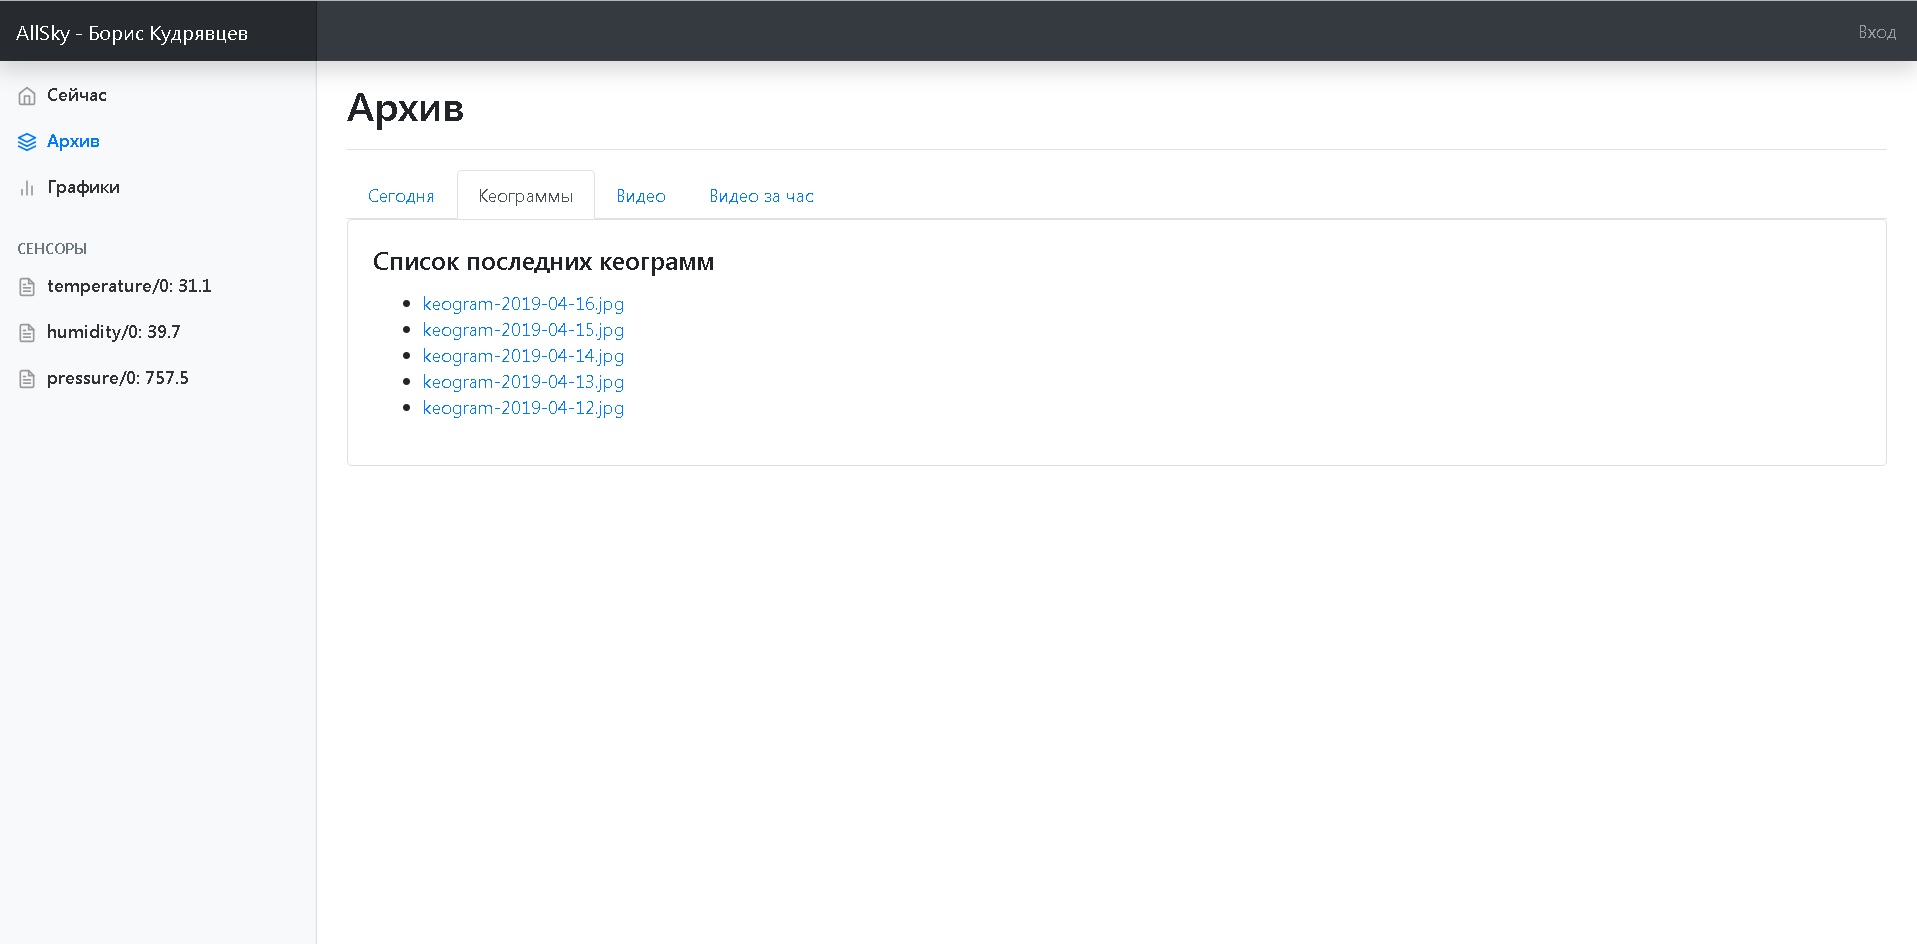 AllSky - Борис Кудрявцев
Вход
Сейчас
Архив
Графики
СЕНСОРЫ
temperature/0: 31.1
humidity/0: 39.7
pressure/0: 757.5
Архив
Сегодня
Кеограммы
Видео
Видео за час
Список последних кеограмм
keogram-2019-04-16.jpg
keogram-2019-04-15.jpg
keogram-2019-04-14.jpg
keogram-2019-04-13.jpg
keogram-2019-04-12.jpg